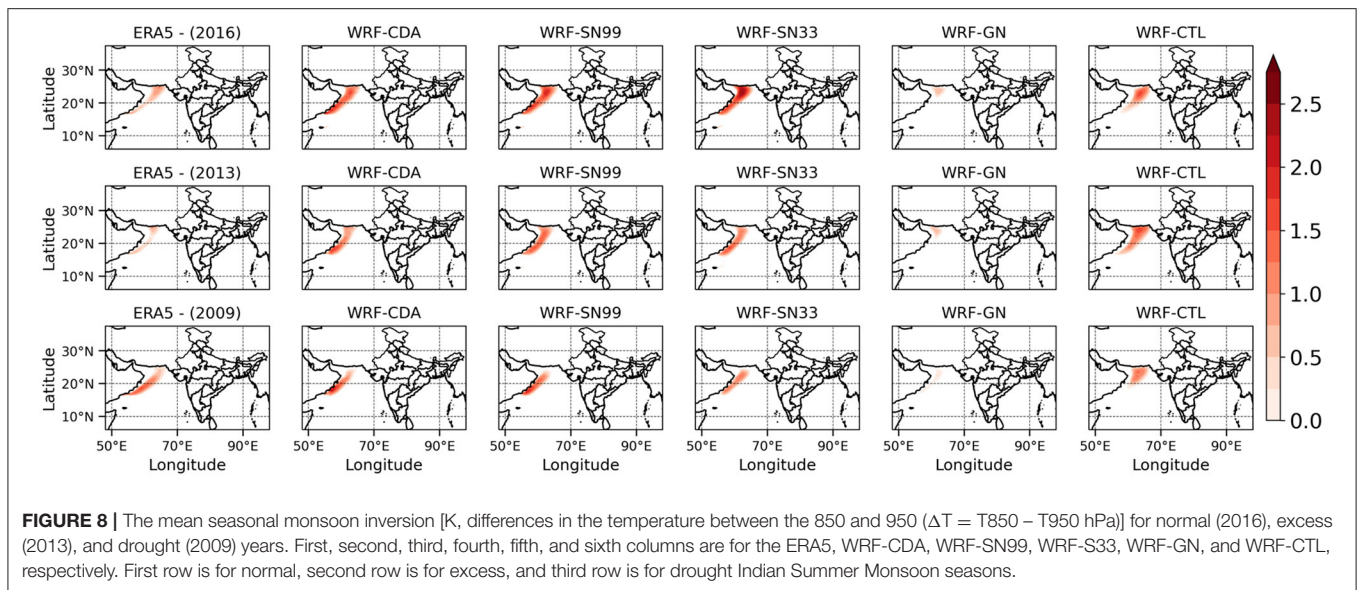 ERA5 - (2016) WRF-CDA WRF-SN99 WRF-SN33 WRF-GN WRF-CTL
30°N
20°N
10°N
Latitude
ERA5 - (2013) WRF-CDA WRF-SN99 WRF-SN33 WRF-GN WRF-CTL
30°N
20°N
10°N
Latitude
ERA5 - (2009) WRF-CDA WRF-SN99 WRF-SN33 WRF-GN WRF-CTL
30°N
20°N
10°N
Latitude
50°E 70°E 90°E 50°E 70°E 90°E 50°E 70°E 90°E 50°E 70°E 90°E 50°E 70°E 90°E 50°E 70°E 90°E
Longitude Longitude Longitude Longitude Longitude Longitude
2.5
2.0
1.5
1.0
0.5
0.0
FIGURE 8 | The mean seasonal monsoon inversion [K, differences in the temperature between the 850 and 950 (ΔT = T850 – T950 hPa)] for normal (2016), excess
(2013), and drought (2009) years. First, second, third, fourth, fifth, and sixth columns are for the ERA5, WRF-CDA, WRF-SN99, WRF-S33, WRF-GN, and WRF-CTL,
respectively. First row is for normal, second row is for excess, and third row is for drought Indian Summer Monsoon seasons.